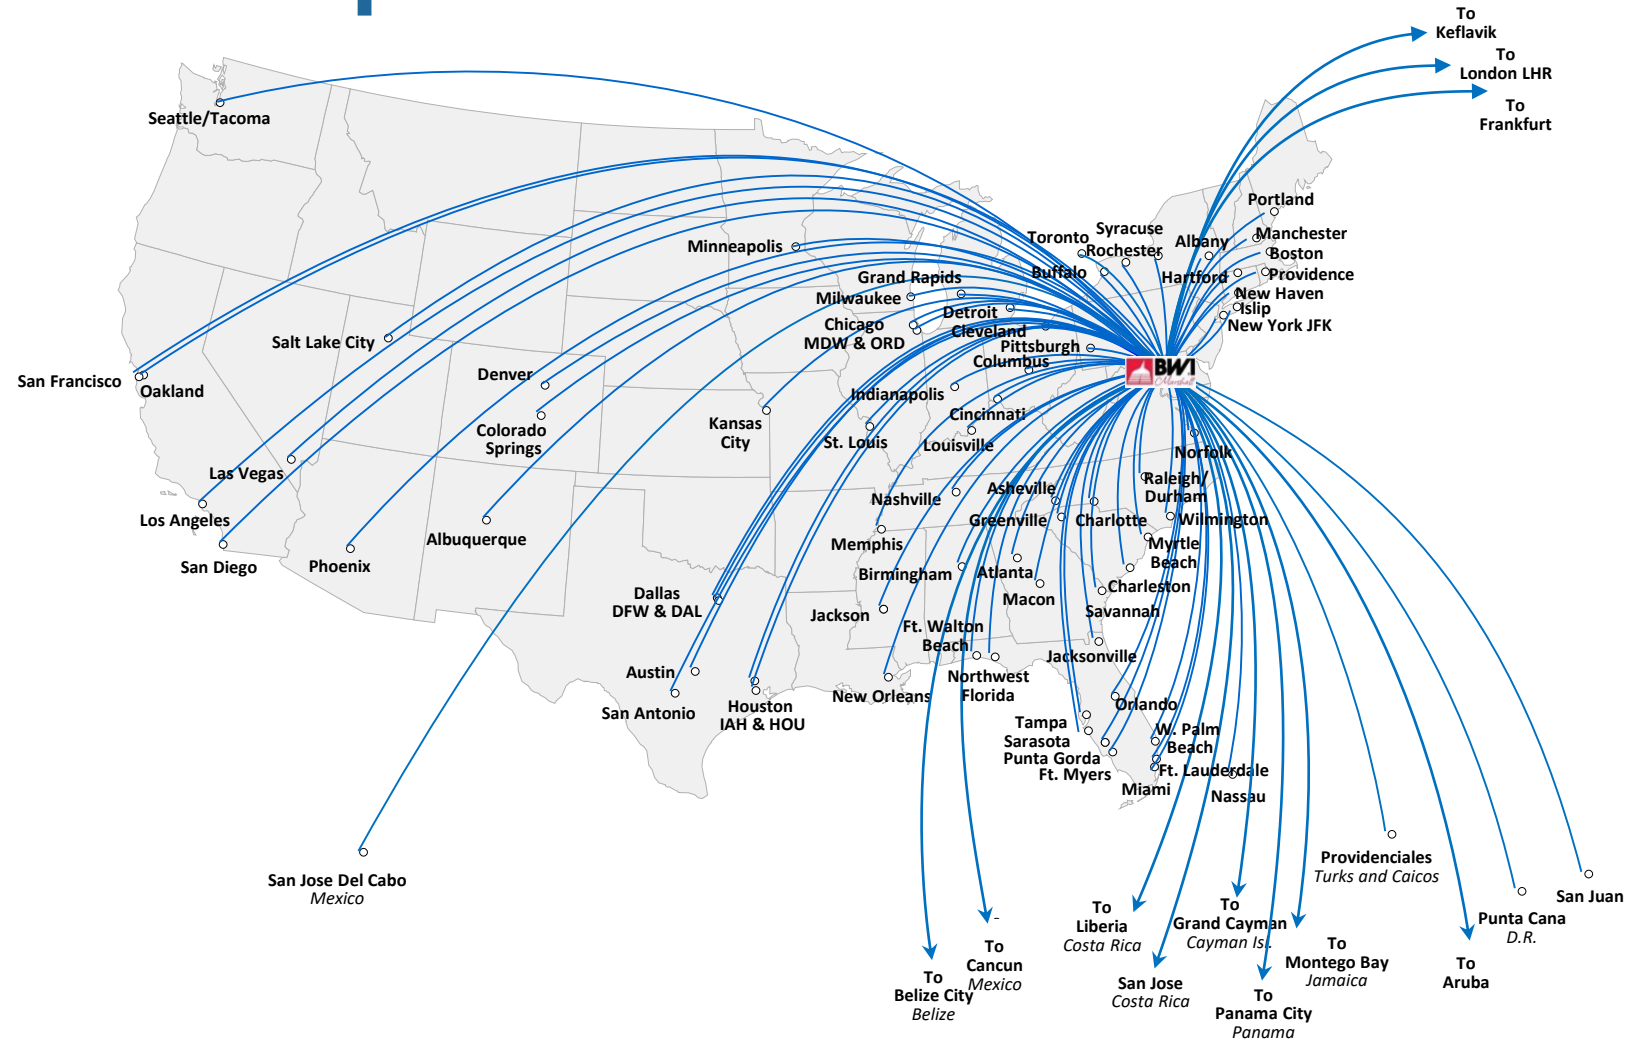 To
Keflavik
To
London LHR
To
Frankfurt
Seattle/Tacoma
Portland
Syracuse
Toronto
Rochester
Albany
Manchester
Boston
Minneapolis
Buffalo
Hartford
Providence
Grand Rapids
Milwaukee
New Haven
Islip
Detroit
New York JFK
Chicago
MDW & ORD
Cleveland
Pittsburgh
Columbus
Salt Lake City
BWI
Marshall
San Francisco
Oakland
Denver
Indianapolis
Cincinnati
Kansas
City
Colorado
Springs
St. Louis
Louisville
Norfolk
Las Vegas
Raleigh/
Durham
Asheville
Nashville
Los Angeles
Greenville
Charlotte
Wilmington
Albuquerque
Memphis
Myrtle
Beach
San Diego
Phoenix
Birmingham
Atlanta
Charleston
Dallas
DFW & DAL
Macon
Jackson
Savannah
Ft. Walton
Beach
Jacksonville
Austin
New Orleans
Northwest
Florida
San Antonio
Houston
IAH & HOU
Orlando
Tampa
Sarasota
Punta Gorda
Ft. Myers
W. Palm
Beach
Ft. Lauderdale
Miami
Nassau
San Jose Del Cabo
Mexico
Providenciales
Turks and Caicos
San Juan
Punta Cana
D.R.
To
Liberia
Costa Rica
To
Grand Cayman
Cayman Isl.
To
Cancun
Mexico
To
Montego Bay
Jamaica
To
Aruba
To
Belize City
Belize
San Jose
Costa Rica
To
Panama City
Panama